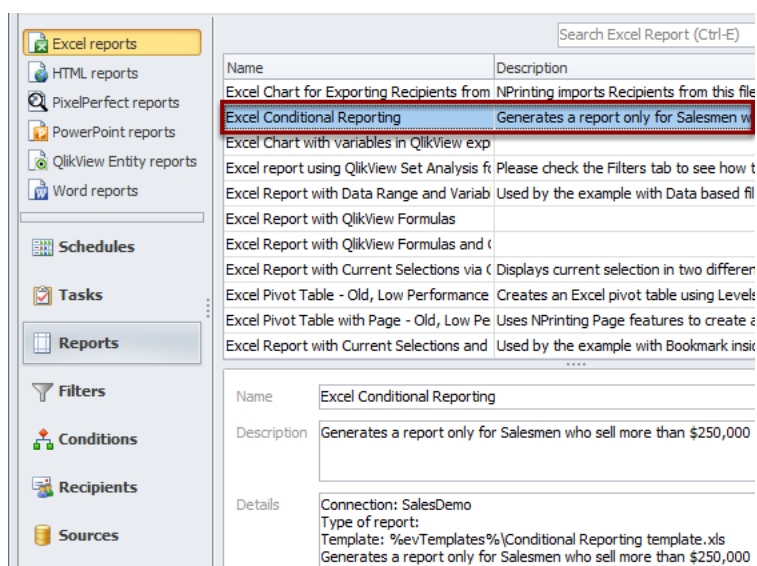 Excel reports
HTML reports
PixelPerfect reports
PowerPoint reports
QlikView Entity reports
Word reports
Schedules
Tasks
Reports
Filters
Conditions
Recipients
Sources
Search Excel Report (Ctrl-E)
Name Description
Excel Chart for Exporting Recipients from NPrinting imports Recipients from this file
Excel Conditional Reporting Generates a report only for Salesmen w
Excel Chart with variables in QlikView exp
Excel report using QlikView Set Analysis fo Please check the Filters tab to see how t
Excel Report with Data Range and Variabl Used by the example with Data based fil
Excel Report with QlikView Formulas
Excel Report with QlikView Formulas and (
Excel Report with Current Selections via ( Displays current selection in two differen
Excel Pivot Table - Old, Low Performance Creates an Excel pivot table using Levels
Excel Pivot Table with Page - Old, Low Pe Uses NPrinting Page features to create a
Excel Report with Current Selections and Used by the example with Bookmark insid
Name Excel Conditional Reporting
Description Generates a report only for Salesmen who sell more than $250,000
Details Connection: SalesDemo
Type of report:
Template: %evTemplates%\Conditional Reporting template.xls
Generates a report only for Salesmen who sell more than $250,000